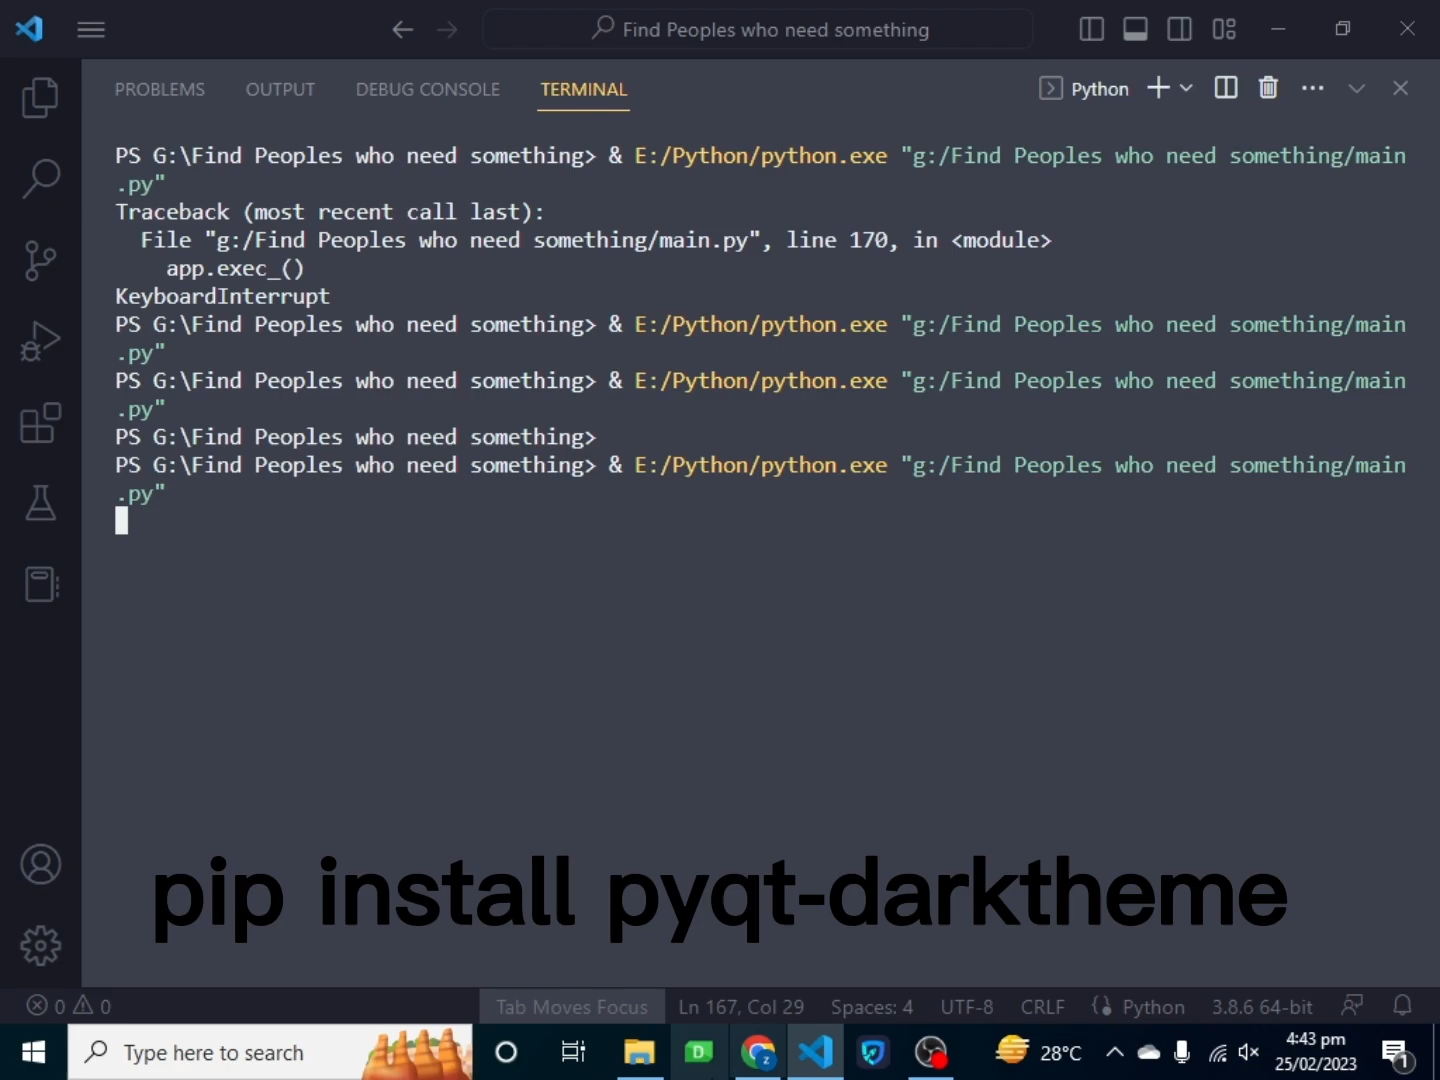 Find Peoples who need something
PROBLEMS OUTPUT DEBUG CONSOLE TERMINAL Python
PS G:\Find Peoples who need something> & E:/Python/python.exe "g:/Find Peoples who need something/main
.py"
Traceback (most recent call last):
File "g:/Find Peoples who need something/main.py", line 170, in <module>
app.exec_()
KeyboardInterrupt
PS G:\Find Peoples who need something> & E:/Python/python.exe "g:/Find Peoples who need something/main
.py"
PS G:\Find Peoples who need something> & E:/Python/python.exe "g:/Find Peoples who need something/main
.py"
PS G:\Find Peoples who need something>
PS G:\Find Peoples who need something> & E:/Python/python.exe "g:/Find Peoples who need something/main
.py"
pip install pyqt-darktheme
0 0 Tab Moves Focus Ln 167, Col 29 Spaces: 4 UTF-8 CRLF Python 3.8.6 64-bit
Type here to search D z 28°C 4:43 pm
25/02/2023 1